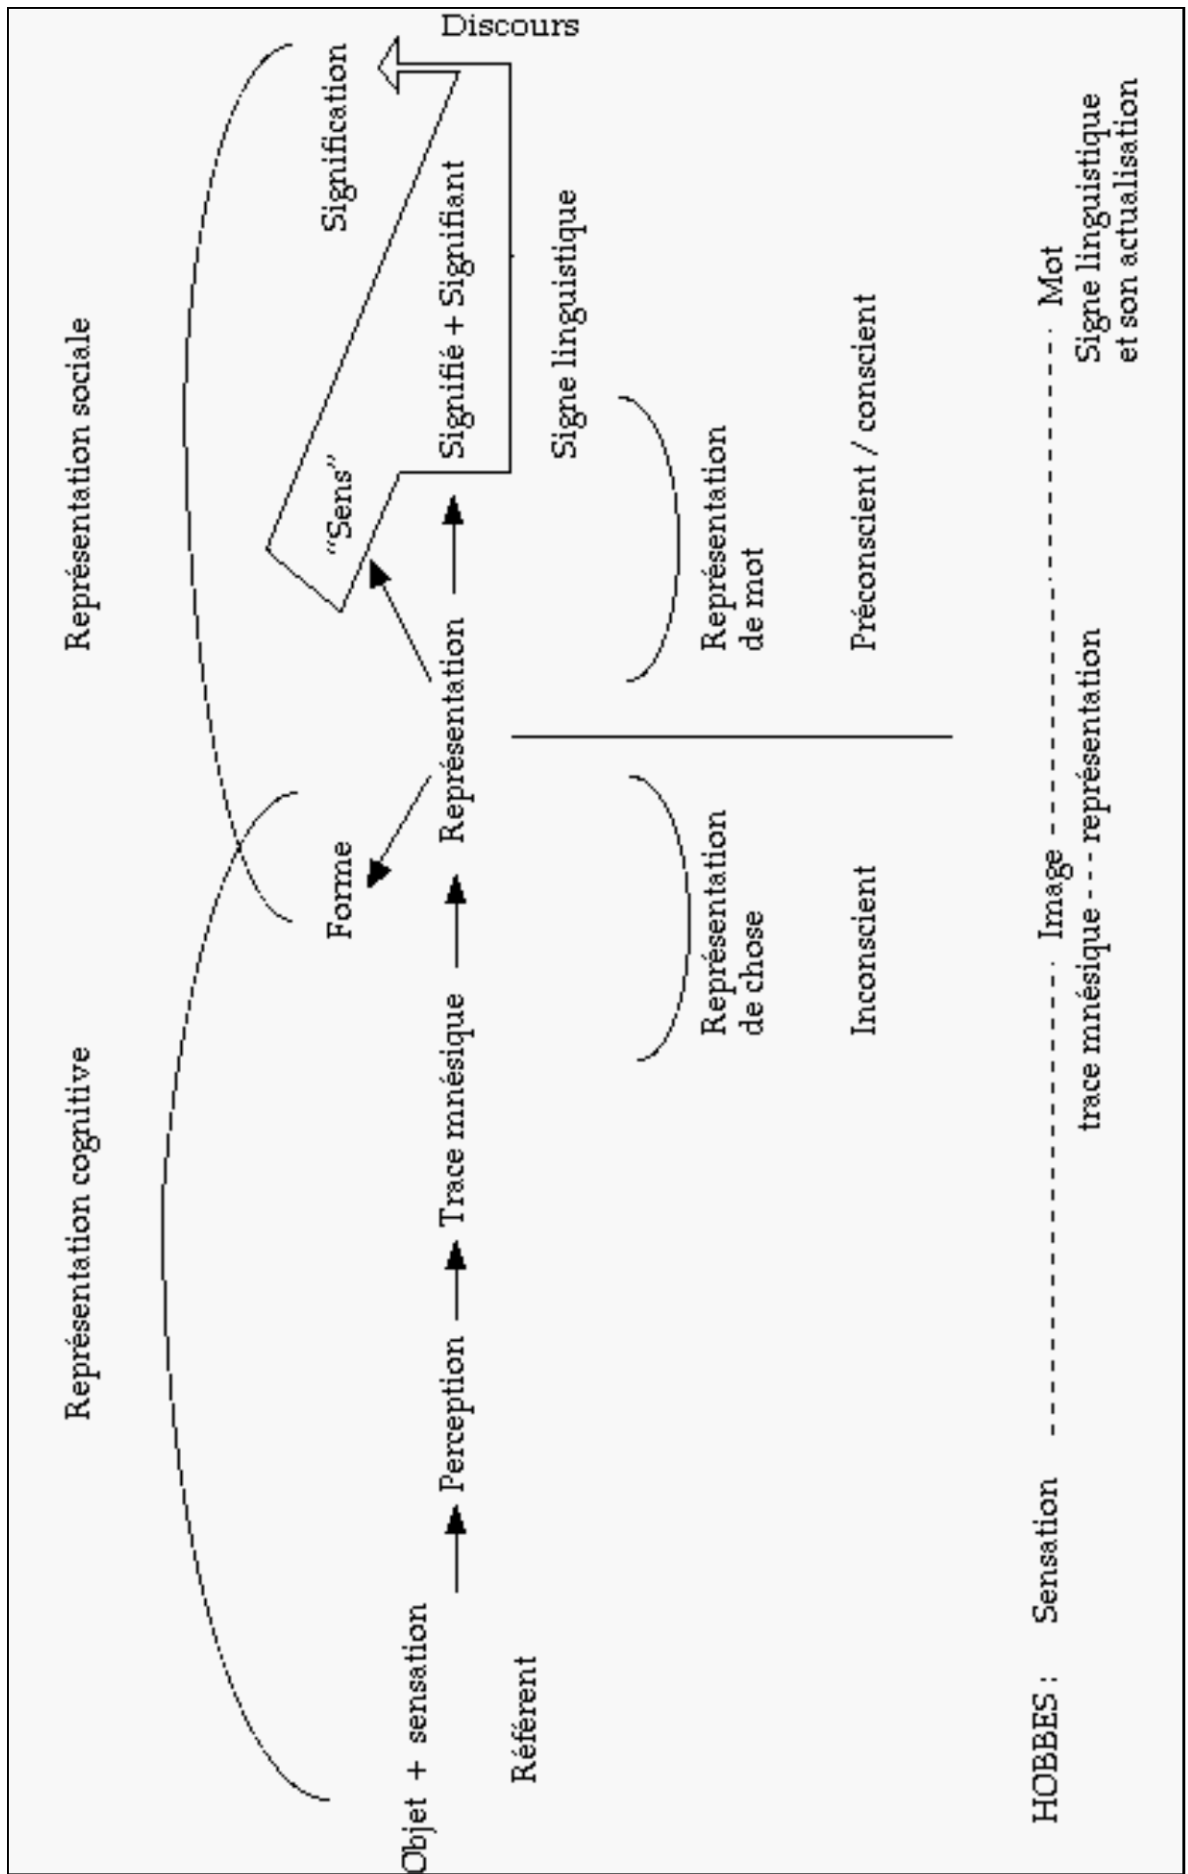 Représentation cognitive
Représentation sociale
Forme
“Sens”
Signification
Discours
Objet + sensation
Perception
Trace mnésique
Représentation
Signifié + Signifiant
Référent
Signe linguistique
Représentation
de chose
Représentation
de mot
Inconscient
Préconscient / conscient
HOBBES : Sensation ---- Image ---- Mot
trace mnésique - - - représentation
Signe linguistique
et son actualisation